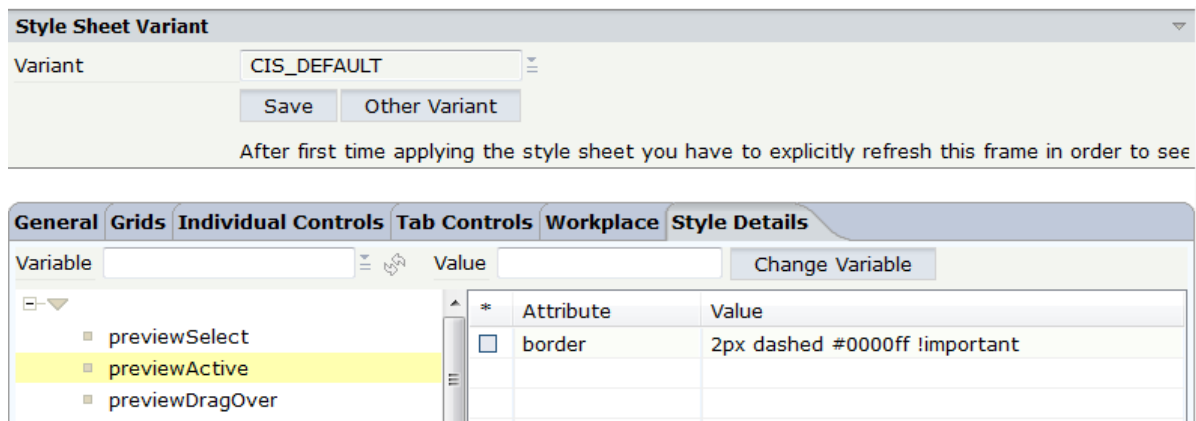 Style Sheet Variant
Variant CIS_DEFAULT
Save Other Variant
After first time applying the style sheet you have to explicitly refresh this frame in order to see
General Grids Individual Controls Tab Controls Workplace Style Details
Variable Value Change Variable
* Attribute Value
previewSelect
border 2px dashed #0000ff !important
previewActive
previewDragOver